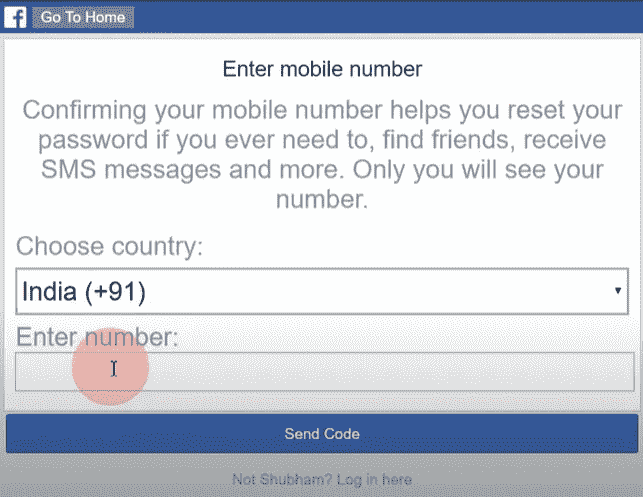 Go To Home
Enter mobile number
Confirming your mobile number helps you reset your
password if you ever need to, find friends, receive
SMS messages and more. Only you will see your
number.
Choose country:
India (+91)
Enter number:
Send Code
Not Shubham? Log in here